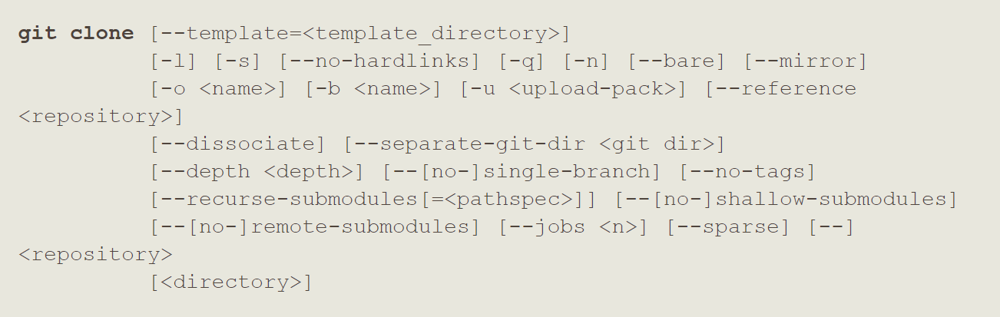 git clone [--template=<template_directory>]
[-l] [-s] [--no-hardlinks] [-q] [-n] [--bare] [--mirror]
[-o <name>] [-b <name>] [-u <upload-pack>] [--reference
<repository>]
[--dissociate] [--separate-git-dir <git dir>]
[--depth <depth>] [--[no-]single-branch] [--no-tags]
[--recurse-submodules[=<pathspec>]] [--[no-]shallow-submodules]
[--[no-]remote-submodules] [--jobs <n>] [--sparse] [--]
<repository>
[<directory>]